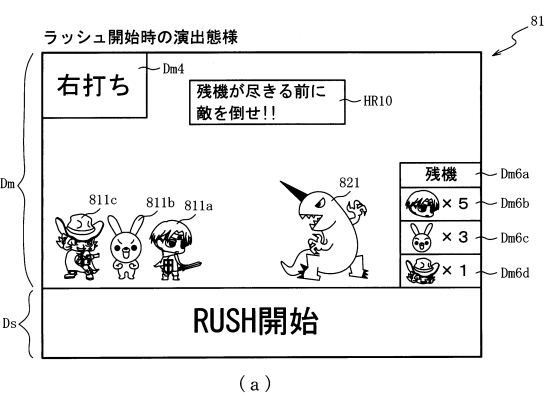 ラッシュ開始時の演出態様
81
右打ち
Dm4
残機が尽きる前に
敵を倒せ!!
HR10
Dm
811c
811b
811a
821
残機
Dm6a
×5
Dm6b
×3
Dm6c
×1
Dm6d
Ds
RUSH開始
(a)